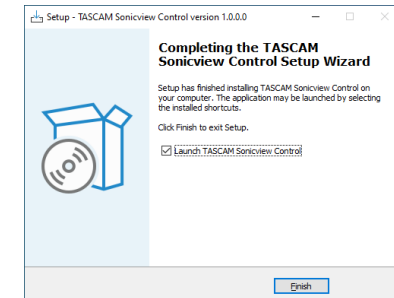 Setup - TASCAM Sonicview Control version 1.0.0.0
Completing the TASCAM
Sonicview Control Setup Wizard
Setup has finished installing TASCAM Sonicview Control on
your computer. The application may be launched by selecting
the installed shortcuts.
Click Finish to exit Setup.
Launch TASCAM Sonicview Control
Finish